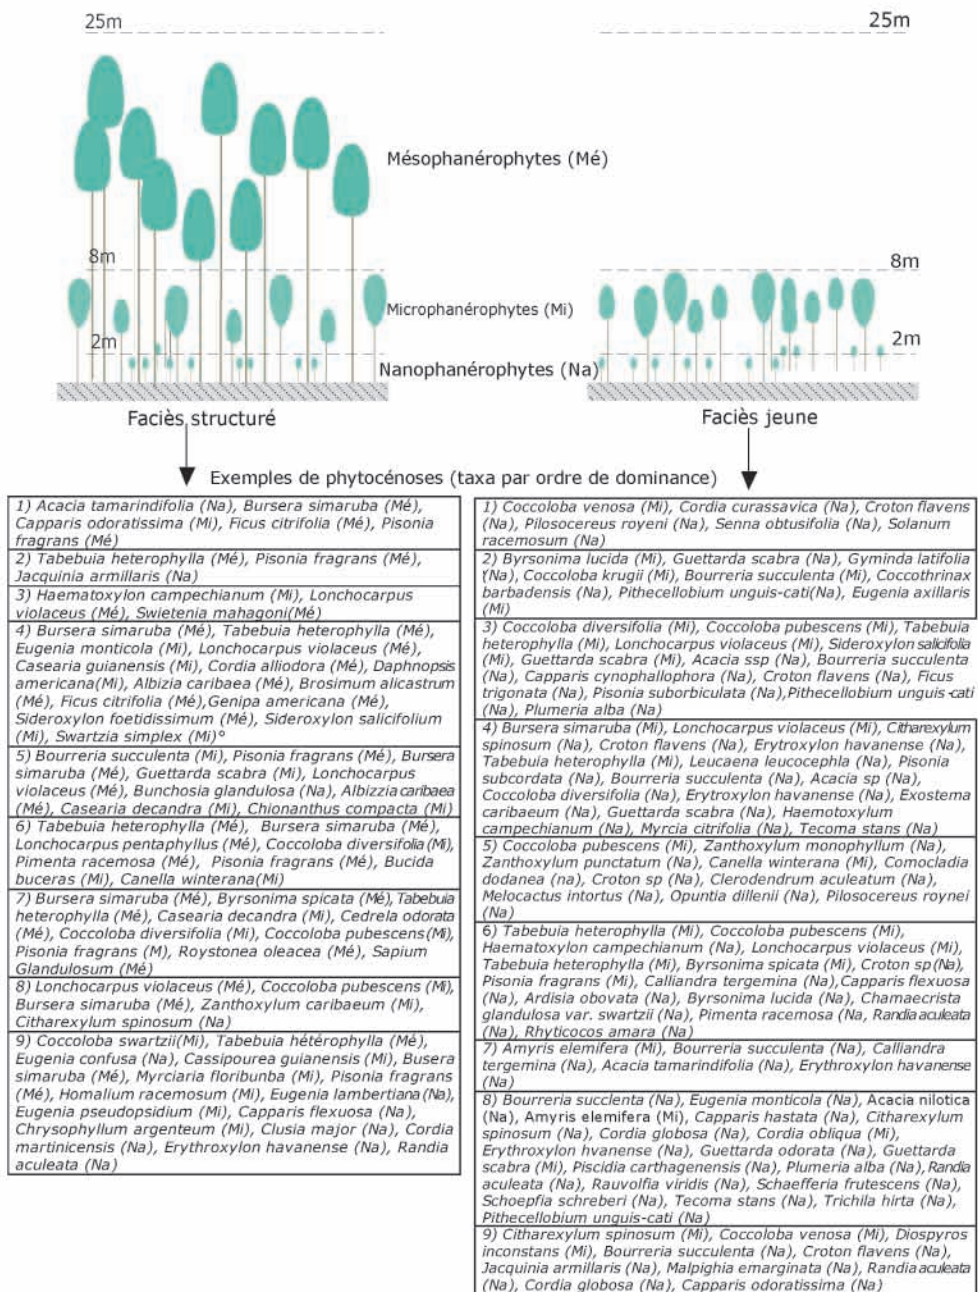 25m
25m
Mésophanérophytes (Mé)
8m
8m
Microphanérophytes (Mi)
2m
2m
Nanophanérophytes (Na)
Faciès structuré
Faciès jeune
Exemples de phytocénoses (taxa par ordre de dominance)
1) Acacia tamarindifolia (Na), Bursera simaruba (Mé),
Capparis odoratissima (Mi), Ficus citrifolia (Mé), Pisonia
fragrans (Mé)
2) Tabebuia heterophylla (Mé), Pisonia fragrans (Mé),
Jacquinia armillaris (Na)
3) Haematoxylon campechianum (Mi), Lonchocarpus
violaceus (Mé), Swietenia mahagoni(Mé)
4) Bursera simaruba (Mé), Tabebuia heterophylla (Mé),
Eugenia monticola (Mi), Lonchocarpus violaceus (Mé),
Casearia guianensis (Mi), Cordia alliodora (Mé), Daphnopsis
americana(Mi), Albizia caribaea (Mé), Brosimum alicastrum
(Mé), Ficus citrifolia (Mé),Genipa americana (Mé),
Sideroxylon foetidissimum (Mé), Sideroxylon salicifolium
(Mi), Swartzia simplex (Mi)°
5) Bourreria succulenta (Mi), Pisonia fragrans (Mé), Bursera
simaruba (Mé), Guettarda scabra (Mi), Lonchocarpus
violaceus (Mé), Bunchosia glandulosa (Na), Albizzia caribaea
(Mé), Casearia decandra (Mi), Chionanthus compacta (Mi)
6) Tabebuia heterophylla (Mé), Bursera simaruba (Mé),
Lonchocarpus pentaphyllus (Mé), Coccoloba diversifolia(Mi),
Pimenta racemosa (Mé), Pisonia fragrans (Mé), Bucida
buceras (Mi), Canella winterana(Mi)
7) Bursera simaruba (Mé), Byrsonima spicata (Mé), Tabebuia
heterophylla (Mé), Casearia decandra (Mi), Cedrela odorata
(Mé), Coccoloba diversifolia (Mi), Coccoloba pubescens(Mi),
Pisonia fragrans (M), Roystonea oleacea (Mé), Sapium
Glandulosum (Mé)
8) Lonchocarpus violaceus (Mé), Coccoloba pubescens (Mi),
Bursera simaruba (Mé), Zanthoxylum caribaeum (Mi),
Citharexylum spinosum (Na)
9) Coccoloba swartzii(Mi), Tabebuia hétérophylla (Mé),
Eugenia confusa (Na), Cassipourea guianensis (Mi), Busera
simaruba (Mé), Myrciaria floribunba (Mi), Pisonia fragrans
(Mé), Homalium racemosum (Mi), Eugenia lambertiana(Na),
Eugenia pseudopsidium (Mi), Capparis flexuosa (Na),
Chrysophyllum argenteum (Mi), Clusia major (Na), Cordia
martinicensis (Na), Erythroxylon havanense (Na), Randia
aculeata (Na)
1) Coccoloba venosa (Mi), Cordia curassavica (Na), Croton flavens
(Na), Pilosocereus royeni (Na), Senna obtusifolia (Na), Solanum
racemosum (Na)
2) Byrsonima lucida (Mi), Guettarda scabra (Na), Gyminda latifolia
(Na), Coccoloba krugii (Mi), Bourreria succulenta (Mi), Coccothrinax
barbadensis (Na), Pithecellobium unguis-cati(Na), Eugenia axillaris
(Mi)
3) Coccoloba diversifolia (Mi), Coccoloba pubescens (Mi), Tabebuia
heterophylla (Mi), Lonchocarpus violaceus (Mi), Sideroxylon salicifolia
(Mi), Guettarda scabra (Mi), Acacia ssp (Na), Bourreria succulenta
(Na), Capparis cynophallophora (Na), Croton flavens (Na), Ficus
trigonata (Na), Pisonia suborbiculata (Na),Pithecellobium unguis-cati
(Na), Plumeria alba (Na)
4) Bursera simaruba (Mi), Lonchocarpus violaceus (Mi), Citharexylum
spinosum (Na), Croton flavens (Na), Erytroxylon havanense (Na),
Tabebuia heterophylla (Mi), Leucaena leucocephla (Na), Pisonia
subcordata (Na), Bourreria succulenta (Na), Acacia sp (Na),
Coccoloba diversifolia (Na), Erytroxylon havanense (Na), Exostema
caribaeum (Na), Guettarda scabra (Na), Haemotoxylum
campechianum (Na), Myrcia citrifolia (Na), Tecoma stans (Na)
5) Coccoloba pubescens (Mi), Zanthoxylum monophyllum (Na),
Zanthoxylum punctatum (Na), Canella winterana (Mi), Comocladia
dodanea (na), Croton sp (Na), Clerodendrum aculeatum (Na),
Melocactus intortus (Na), Opuntia dillenii (Na), Pilosocereus roynei
(Na)
6) Tabebuia heterophylla (Mi), Coccoloba pubescens (Mi),
Haematoxylum campechianum (Na), Lonchocarpus violaceus (Mi),
Tabebuia heterophylla (Mi), Byrsonima spicata (Mi), Croton sp(Na),
Pisonia fragrans (Mi), Calliandra tergemina (Na),Capparis flexuosa
(Na), Ardisia obovata (Na), Byrsonima lucida (Na), Chamaecrista
glandulosa var. swartzii (Na), Pimenta racemosa (Na, Randia aculeata
(Na), Rhyticocos amara (Na)
7) Amyris elemifera (Mi), Bourreria succulenta (Na), Calliandra
tergemina (Na), Acacia tamarindifolia (Na), Erythroxylon havanense
(Na)
8) Bourreria succlenta (Na), Eugenia monticola (Na), Acacia nilotica
(Na), Amyris elemifera (Mi), Capparis hastata (Na), Citharexylum
spinosum (Na), Cordia globosa (Na), Cordia obliqua (Mi),
Erythroxylon hvanense (Na), Guettarda odorata (Na), Guettarda
scabra (Mi), Piscidia carthagenensis (Na), Plumeria alba (Na), Randia
aculeata (Na), Rauvolfia viridis (Na), Schaefferia frutescens (Na),
Schoepfia schreberi (Na), Tecoma stans (Na), Trichila hirta (Na),
Pithecellobium unguis-cati (Na)
9) Citharexylum spinosum (Mi), Coccoloba venosa (Mi), Diospyros
inconstans (Mi), Bourreria succulenta (Na), Croton flavens (Na),
Jacquinia armillaris (Na), Malpighia emarginata (Na), Randia aculeata
(Na), Cordia globosa (Na), Capparis odoratissima (Na)